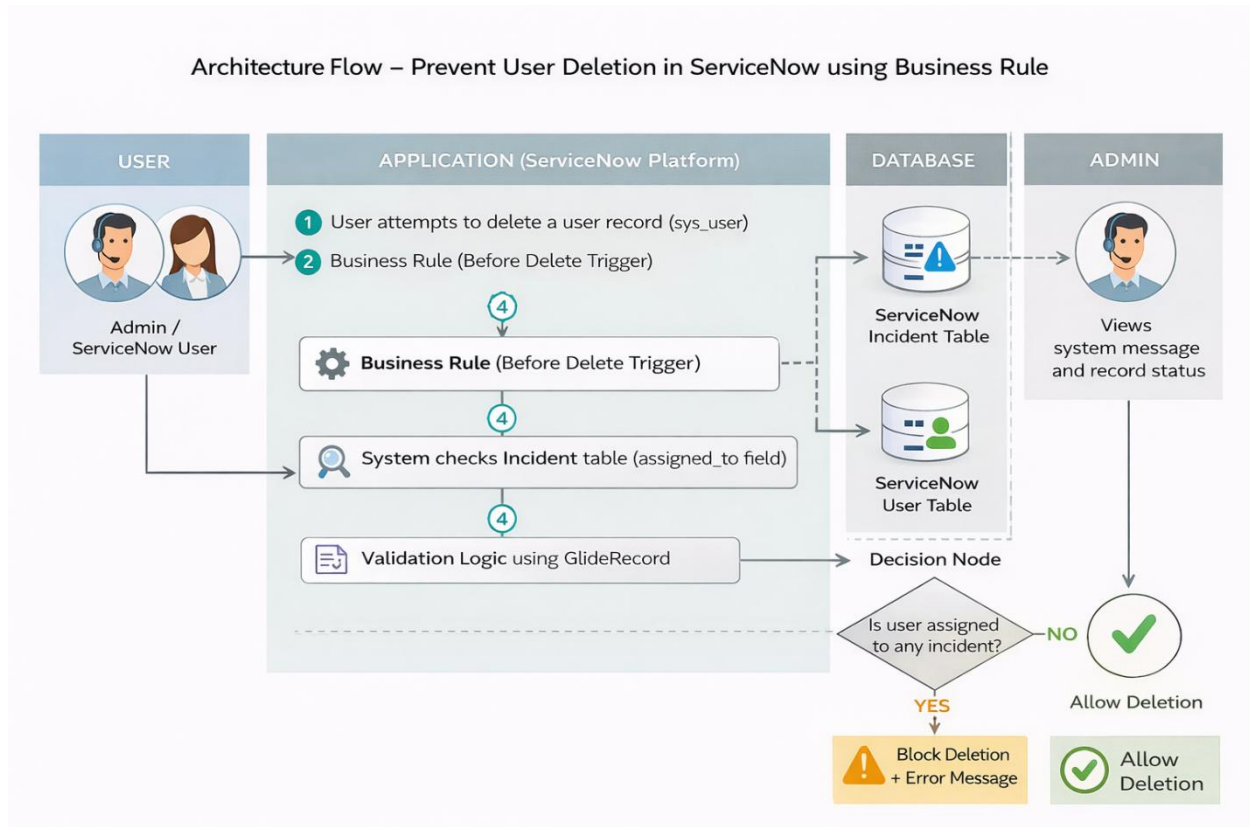 Architecture Flow – Prevent User Deletion in ServiceNow using Business Rule
USER
APPLICATION (ServiceNow Platform)
DATABASE
ADMIN
1 User attempts to delete a user record (sys_user)
2 Business Rule (Before Delete Trigger)
Admin /
ServiceNow User
4
Business Rule (Before Delete Trigger)
4
System checks Incident table (assigned_to field)
4
Validation Logic using GlideRecord
ServiceNow
Incident Table
ServiceNow
User Table
Views
system message
and record status
Decision Node
Is user assigned
to any incident?
NO
Allow Deletion
YES
Block Deletion
+ Error Message
Allow
Deletion